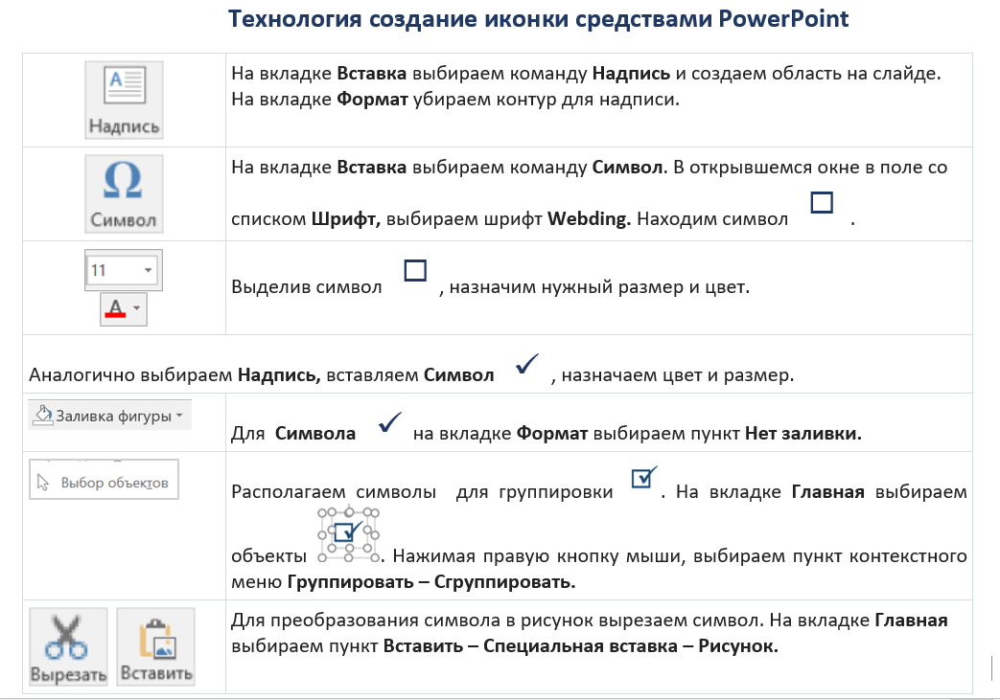 Технология создание иконки средствами PowerPoint
Надпись
На вкладке Вставка выбираем команду Надпись и создаем область на слайде.
На вкладке Формат убираем контур для надписи.
Символ
На вкладке Вставка выбираем команду Символ. В открывшемся окне в поле со
списком Шрифт, выбираем шрифт Webding. Находим символ ☐ .
11
А
Выделив символ ☐ , назначим нужный размер и цвет.
Аналогично выбираем Надпись, вставляем Символ ✓ , назначаем цвет и размер.
Заливка фигуры
Для Символа ✓ на вкладке Формат выбираем пункт Нет заливки.
Выбор объектов
Располагаем символы для группировки ☑ . На вкладке Главная выбираем
объекты ☑ . Нажимая правую кнопку мыши, выбираем пункт контекстного
меню Группировать – Сгруппировать.
Вырезать Вставить
Для преобразования символа в рисунок вырезаем символ. На вкладке Главная
выбираем пункт Вставить – Специальная вставка – Рисунок.